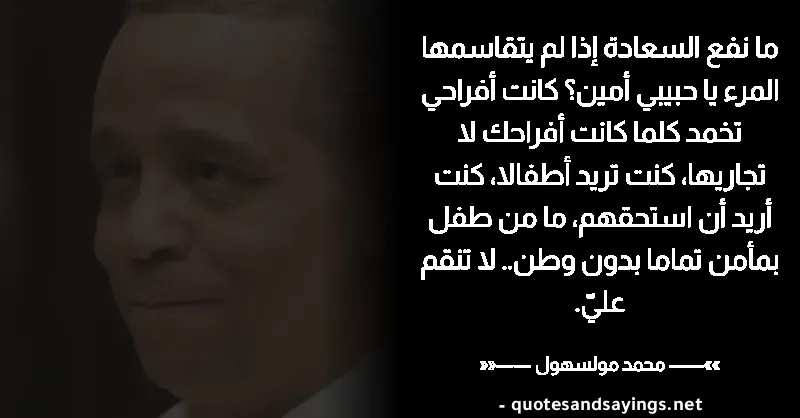 ما نفع السعادة إذا لم يتقاسمها
المرء يا حبيبي أمين؟ كانت أفراحي
تخمد كلما كانت أفراحك لا
تجاريها، كنت تريد أطفالا، كنت
أريد أن استحقهم، ما من طفل
بمأمن تماما بدون وطن.. لا تنقم
عليّ.
»»—— محمد مولسهول ——««
- quotesandsayings.net